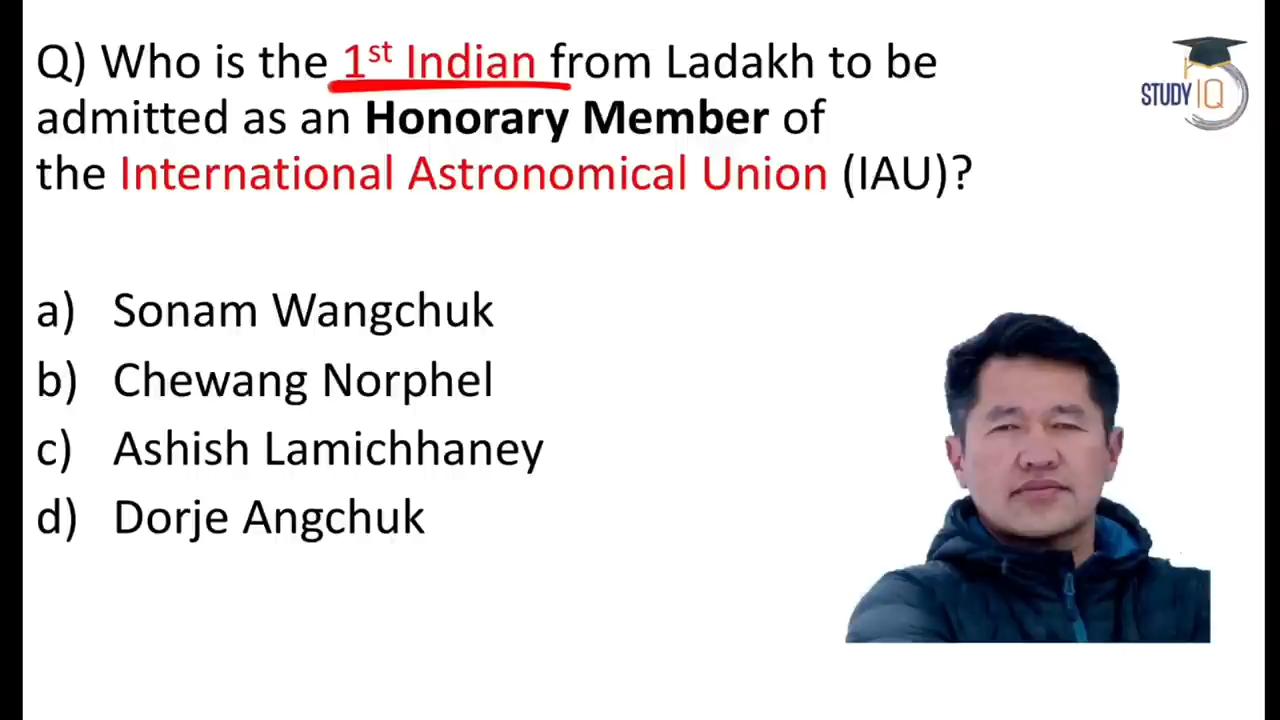 Q) Who is the 1st Indian from Ladakh to be
admitted as an Honorary Member of
the International Astronomical Union (IAU)?
STUDY IQ
a) Sonam Wangchuk
b) Chewang Norphel
c) Ashish Lamichhaney
d) Dorje Angchuk